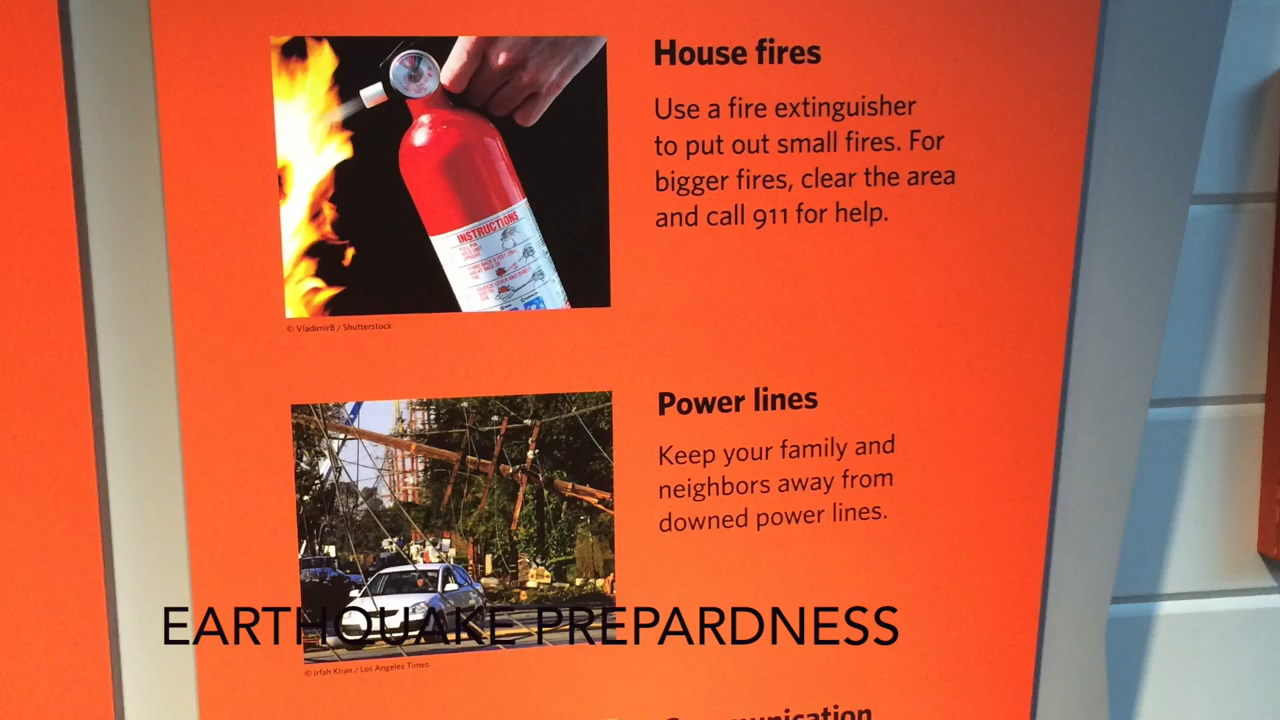 House fires
Use a fire extinguisher
to put out small fires. For
bigger fires, clear the area
and call 911 for help.
INSTRUCTIONS
© VladimirB / Shutterstock
Power lines
Keep your family and
neighbors away from
downed power lines.
EARTHQUAKE PREPARDNESS
© Irfah Khan / Los Angeles Times